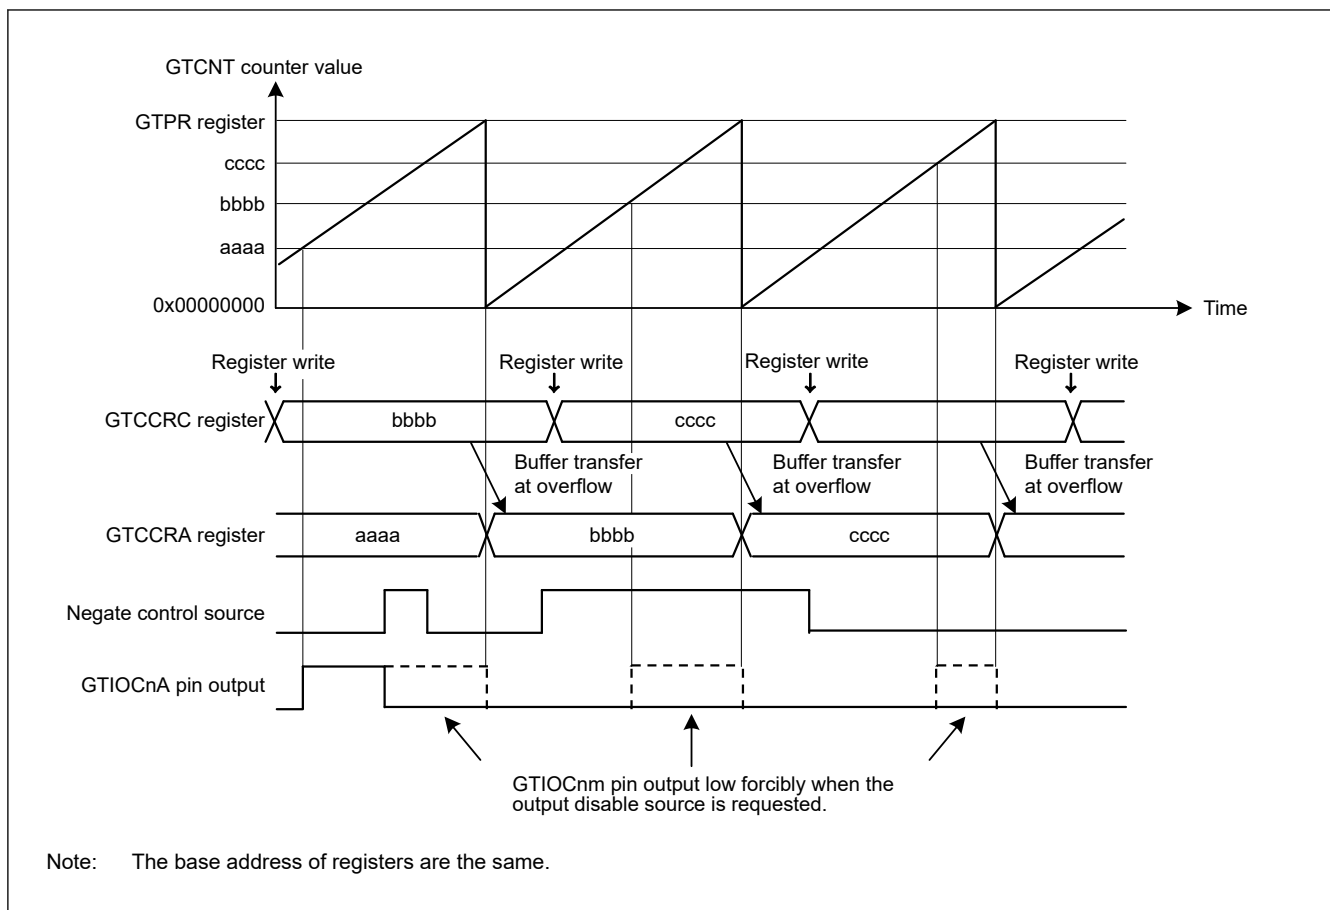 GTCNT counter value
GTPR register
cccc
bbbb
aaaa
0x00000000
Time
Register write Register write Register write Register write
GTCCRC register bbbb cccc
Buffer transfer Buffer transfer Buffer transfer
at overflow at overflow at overflow
GTCCRA register aaaa bbbb cccc
Negate control source
GTIOCnA pin output
GTIOCnm pin output low forcibly when the
output disable source is requested.
Note: The base address of registers are the same.